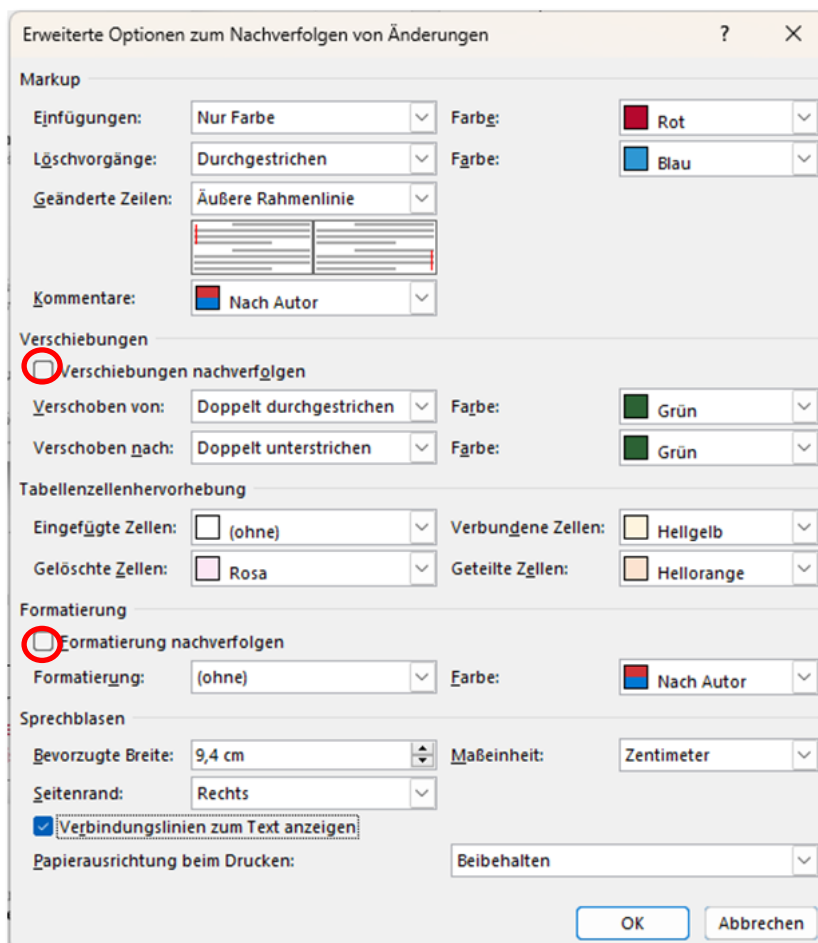 Erweiterte Optionen zum Nachverfolgen von Änderungen ?
Markup
Einfügungen: Nur Farbe Farbe: Rot
Löschvorgänge: Durchgestrichen Farbe: Blau
Geänderte Zeilen: Äußere Rahmenlinie
Kommentare: Nach Autor
Verschiebungen
Verschiebungen nachverfolgen
Verschoben von: Doppelt durchgestrichen Farbe: Grün
Verschoben nach: Doppelt unterstrichen Farbe: Grün
Tabellenzellenhervorhebung
Eingefügte Zellen: (ohne) Verbundene Zellen: Hellgelb
Gelöschte Zellen: Rosa Geteilte Zellen: Hellorange
Formatierung
Formatierung nachverfolgen
Formatierung: (ohne) Farbe: Nach Autor
Sprechblasen
Bevorzugte Breite: 9,4 cm Maßeinheit: Zentimeter
Seitenrand: Rechts
Verbindungslinien zum Text anzeigen
Papierausrichtung beim Drucken: Beibehalten
OK Abbrechen